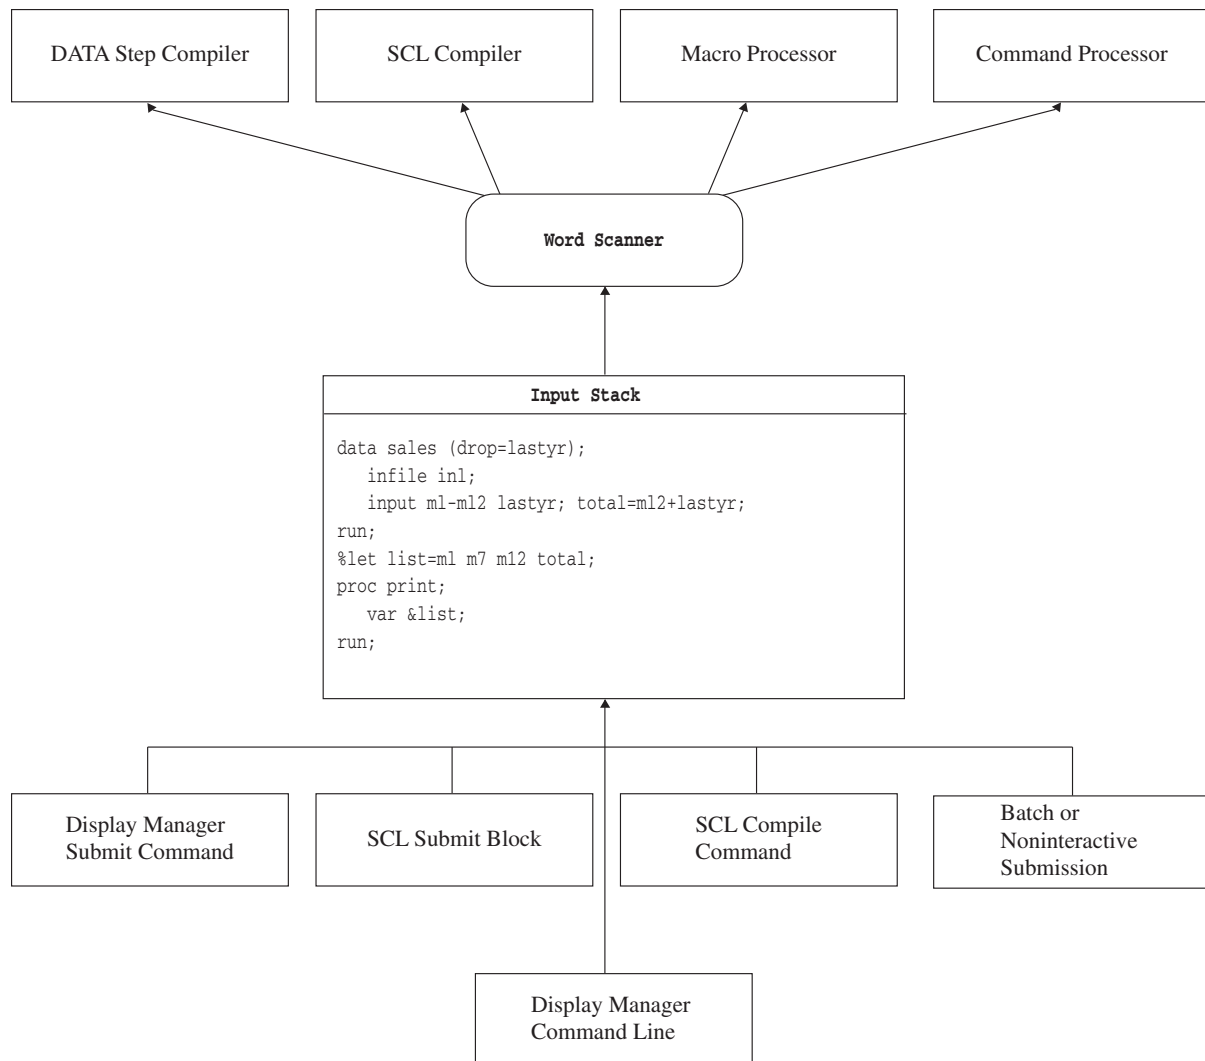 DATA Step Compiler
SCL Compiler
Macro Processor
Command Processor
Word Scanner
Input Stack
data sales (drop=lastyr);
infile inl;
input ml-ml2 lastyr; total=ml2+lastyr;
run;
%let list=ml m7 m12 total;
proc print;
var &list;
run;
Display Manager
Submit Command
SCL Submit Block
SCL Compile
Command
Batch or
Noninteractive
Submission
Display Manager
Command Line